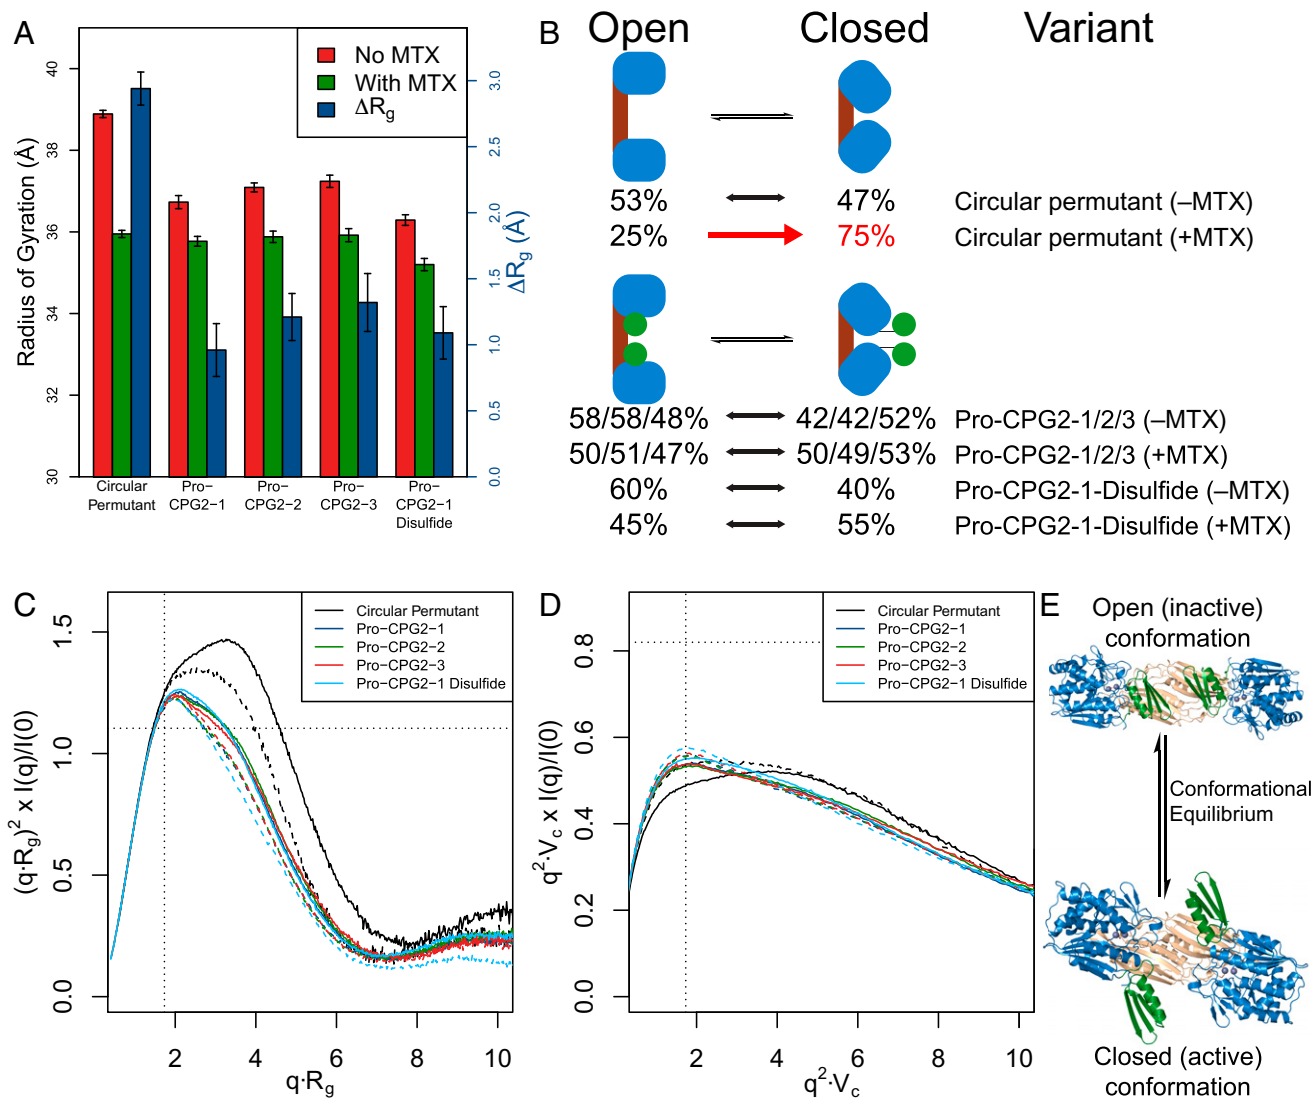 A
Radius of Gyration (Å)
30
32
34
36
38
40
No MTX
With MTX
ΔRg
0.0
0.5
1.0
1.5
2.0
2.5
3.0
ΔRg (Å)
Circular
Permutant
Pro−
CPG2−1
Pro−
CPG2−2
Pro−
CPG2−3
Pro−
CPG2−1
Disulfide
B
Open Closed Variant
53% 47% Circular permutant (–MTX)
25% 75% Circular permutant (+MTX)
58/58/48% 42/42/52% Pro-CPG2-1/2/3 (–MTX)
50/51/47% 50/49/53% Pro-CPG2-1/2/3 (+MTX)
60% 40% Pro-CPG2-1-Disulfide (–MTX)
45% 55% Pro-CPG2-1-Disulfide (+MTX)
C
(q·Rg)² x I(q)/I(0)
0.0
0.5
1.0
1.5
Circular Permutant
Pro−CPG2−1
Pro−CPG2−2
Pro−CPG2−3
Pro−CPG2−1 Disulfide
2 4 6 8 10
q·Rg
D
q²·Vc x I(q)/I(0)
0.0
0.2
0.4
0.6
0.8
Circular Permutant
Pro−CPG2−1
Pro−CPG2−2
Pro−CPG2−3
Pro−CPG2−1 Disulfide
2 4 6 8 10
q²·Vc
E
Open (inactive)
conformation
Conformational
Equilibrium
Closed (active)
conformation